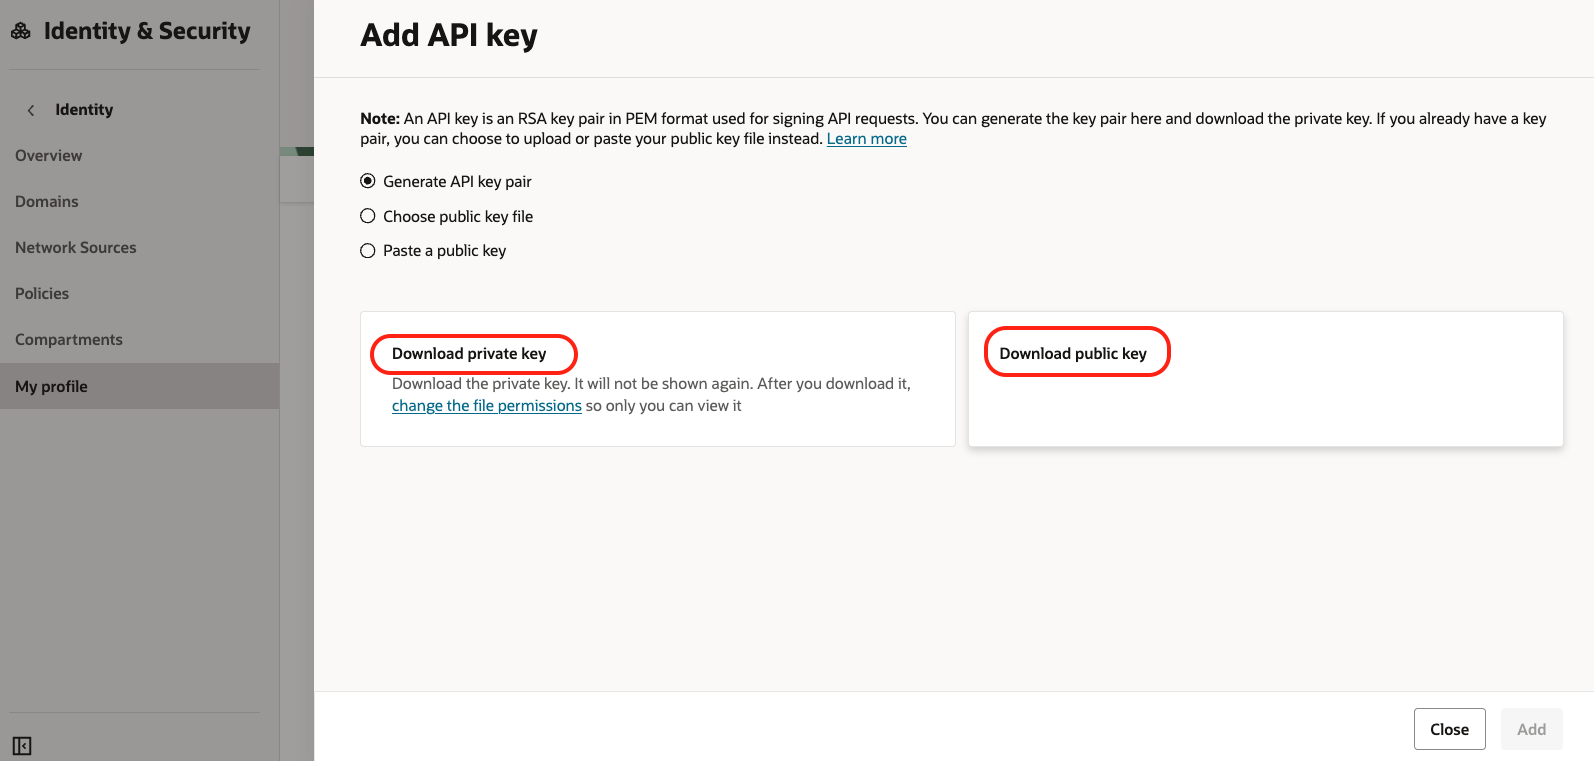 Identity & Security
Identity
Overview
Domains
Network Sources
Policies
Compartments
My profile
Add API key
Note: An API key is an RSA key pair in PEM format used for signing API requests. You can generate the key pair here and download the private key. If you already have a key
pair, you can choose to upload or paste your public key file instead. Learn more
Generate API key pair
Choose public key file
Paste a public key
Download private key
Download the private key. It will not be shown again. After you download it,
change the file permissions so only you can view it
Download public key
Close
Add